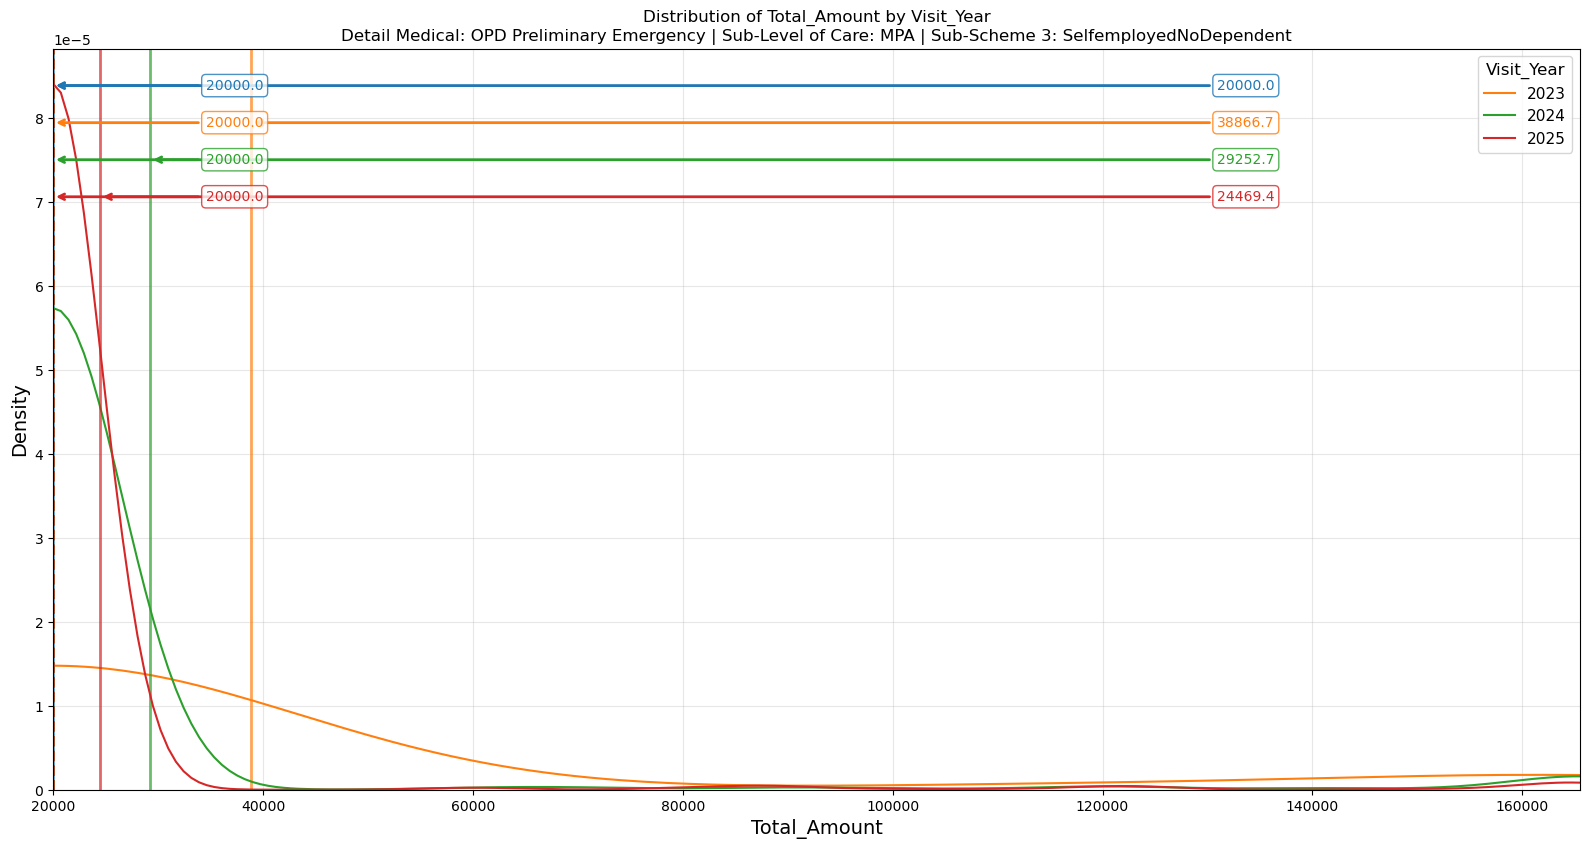 Distribution of Total_Amount by Visit_Year
Detail Medical: OPD Preliminary Emergency | Sub-Level of Care: MPA | Sub-Scheme 3: SelfemployedNoDependent
1e−5
Visit_Year
2023
2024
2025
20000.0 20000.0
20000.0 38866.7
20000.0 29252.7
20000.0 24469.4
8
7
6
5
4
3
2
1
0
Density
20000 40000 60000 80000 100000 120000 140000 160000
Total_Amount